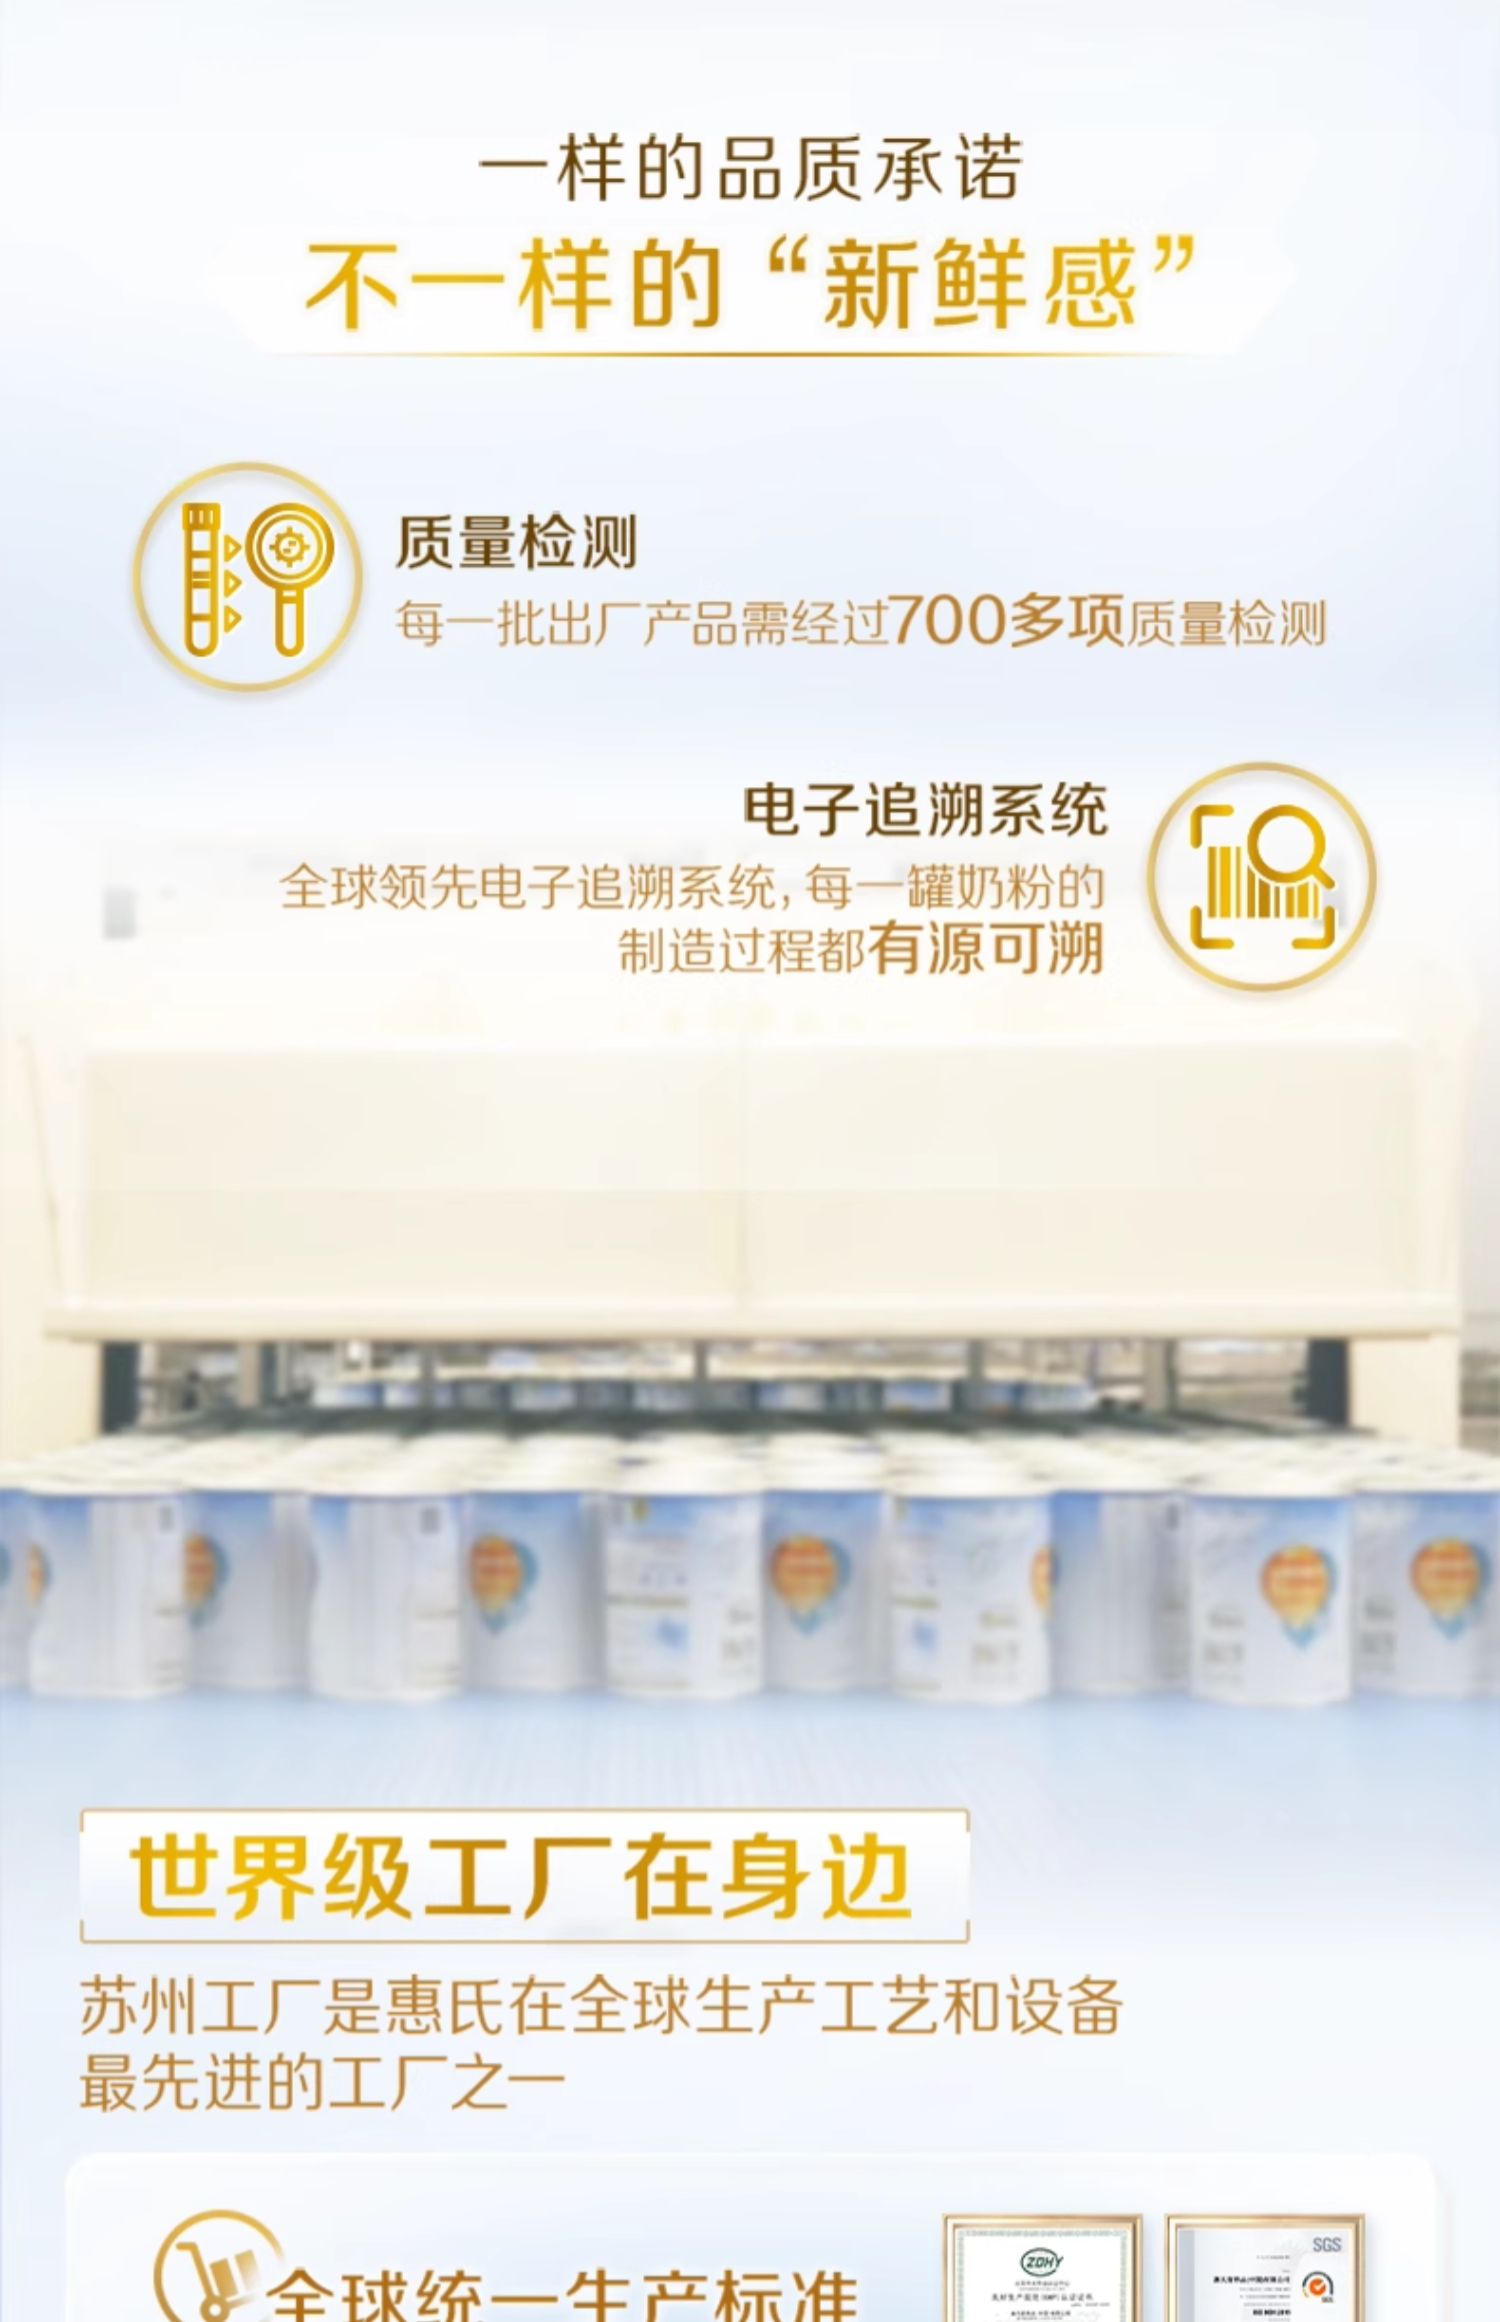 一样的品质承诺
不一样的“新鲜感”
质量检测
每一批出厂产品需经过700多项质量检测
电子追溯系统
全球领先电子追溯系统,每一罐奶粉的
制造过程都有源可溯
世界级工厂在身边
苏州工厂是惠氏在全球生产工艺和设备
最先进的工厂之一
全球统一生产标准
ZDHY
SGS